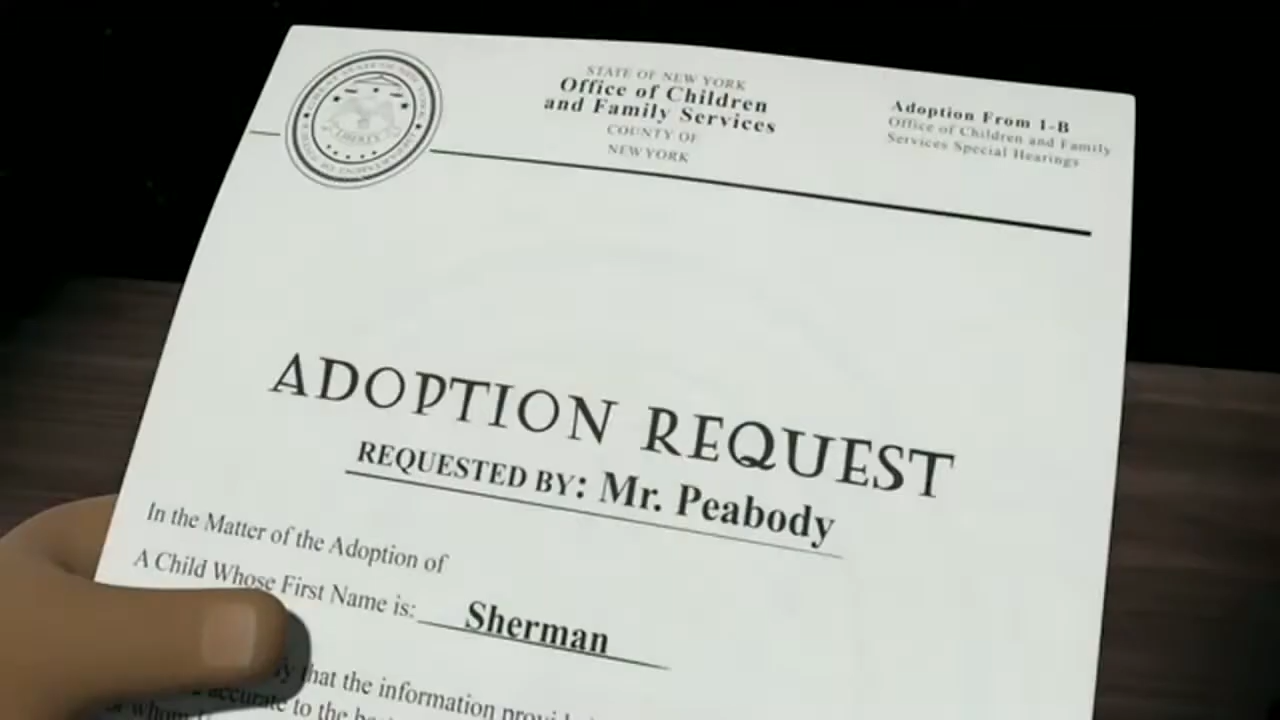 STATE OF NEW YORK
Office of Children
and Family Services
COUNTY OF
NEW YORK
Adoption From 1-B
Office of Children and Family
Services Special Hearings
LIBERTY
ADOPTION REQUEST
REQUESTED BY: Mr. Peabody
In the Matter of the Adoption of
A Child Whose First Name is: Sherman
that the information
accurate to the
whom